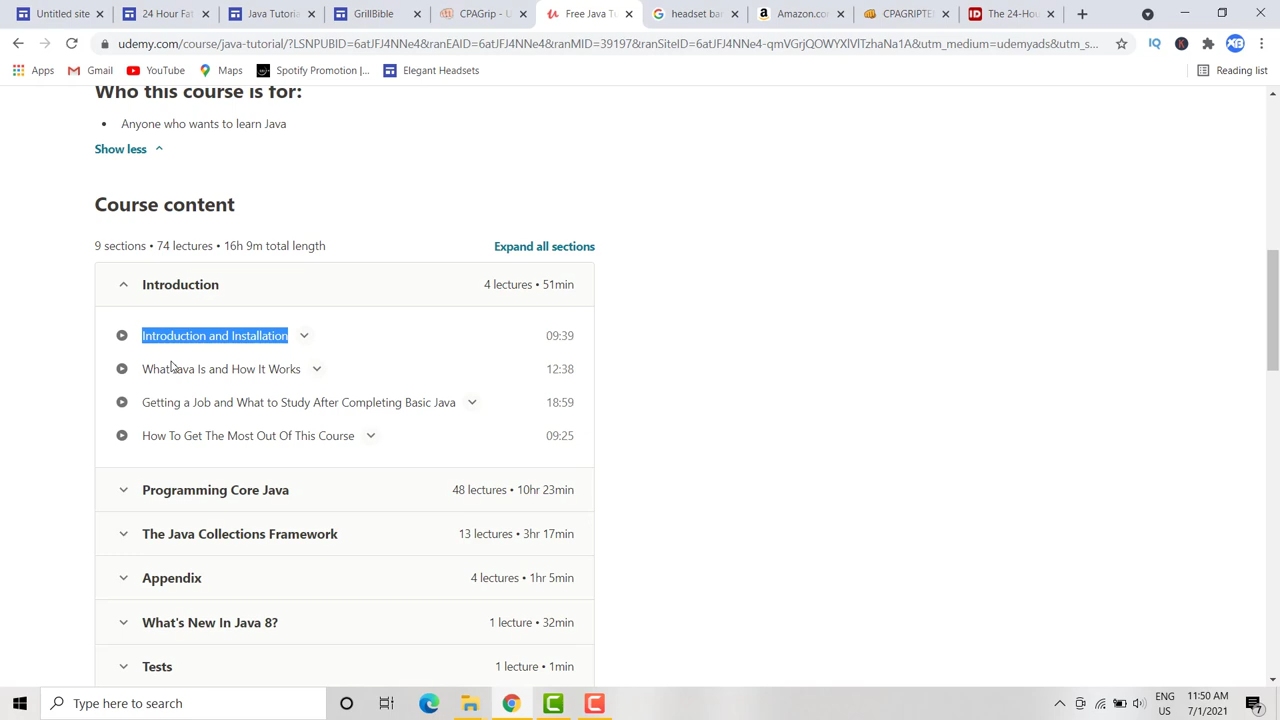 Untitled site
24 Hour Fat
Java Tutoria
GrillBible
CPAGrip - U
Free Java Tu
headset bar
Amazon.co
CPAGRIPTE
The 24-Hou
udemy.com/course/java-tutorial/?LSNPUBID=6atJFJ4NNe4&ranEAID=6atJFJ4NNe4&ranMID=39197&ranSiteID=6atJFJ4NNe4-qmVGrjQOWYXlVlTzhaNa1A&utm_medium=udemyads&utm_s...
Apps
Gmail
YouTube
Maps
Spotify Promotion |...
Elegant Headsets
Reading list
Who this course is for:
• Anyone who wants to learn Java
Show less
Course content
9 sections • 74 lectures • 16h 9m total length
Expand all sections
Introduction 4 lectures • 51min
Introduction and Installation 09:39
What Java Is and How It Works 12:38
Getting a Job and What to Study After Completing Basic Java 18:59
How To Get The Most Out Of This Course 09:25
Programming Core Java 48 lectures • 10hr 23min
The Java Collections Framework 13 lectures • 3hr 17min
Appendix 4 lectures • 1hr 5min
What's New In Java 8? 1 lecture • 32min
Tests 1 lecture • 1min
Type here to search
ENG
US
11:50 AM
7/1/2021
7